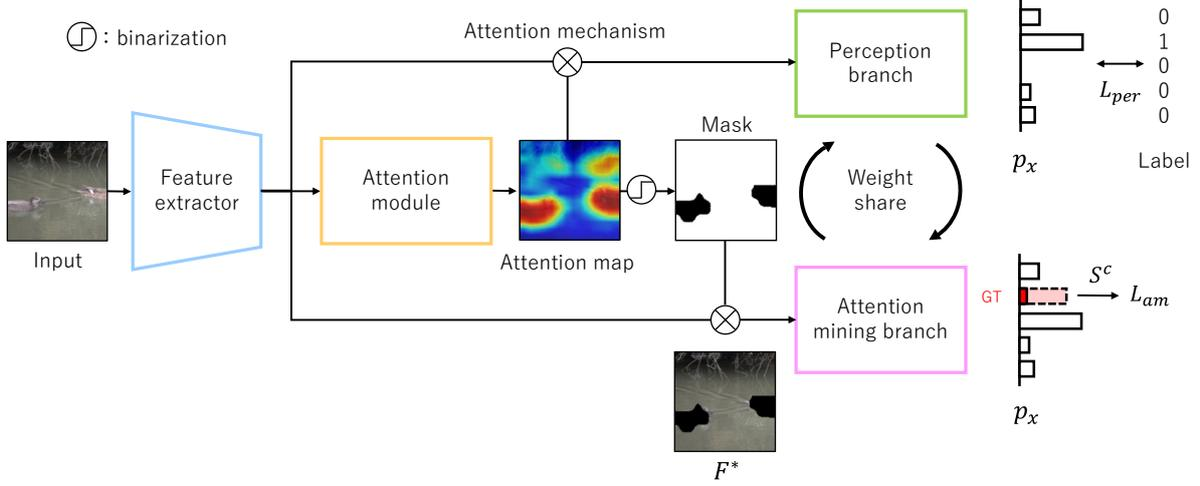 : binarization
Attention mechanism
Perception
branch
0
1
0
0
0
L_per
p_x
Label
Mask
Feature
extractor
Attention
module
Weight
share
Input
Attention map
GT
S^c
L_am
Attention
mining branch
p_x
F*